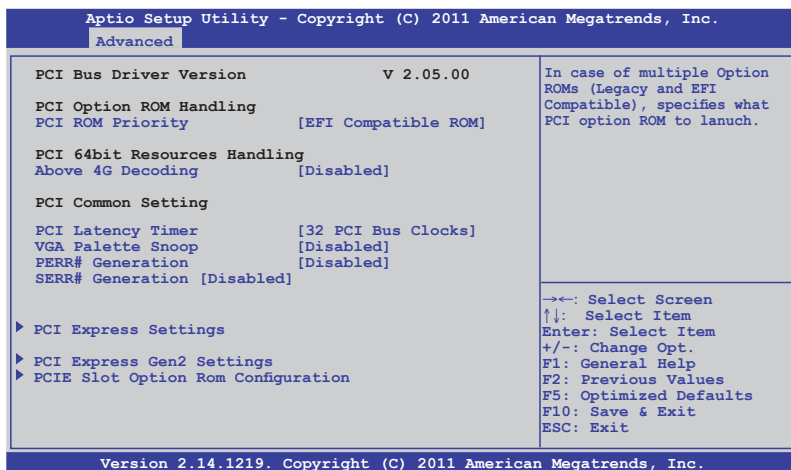 Aptio Setup Utility - Copyright (C) 2011 American Megatrends, Inc.
Advanced
PCI Bus Driver Version V 2.05.00
PCI Option ROM Handling
PCI ROM Priority [EFI Compatible ROM]
PCI 64bit Resources Handling
Above 4G Decoding [Disabled]
PCI Common Setting
PCI Latency Timer [32 PCI Bus Clocks]
VGA Palette Snoop [Disabled]
PERR# Generation [Disabled]
SERR# Generation [Disabled]
PCI Express Settings
PCI Express Gen2 Settings
PCIE Slot Option Rom Configuration
In case of multiple Option
ROMs (Legacy and EFI
Compatible), specifies what
PCI option ROM to lanuch.
→←: Select Screen
↑↓: Select Item
Enter: Select Item
+/-: Change Opt.
F1: General Help
F2: Previous Values
F5: Optimized Defaults
F10: Save & Exit
ESC: Exit
Version 2.14.1219. Copyright (C) 2011 American Megatrends, Inc.